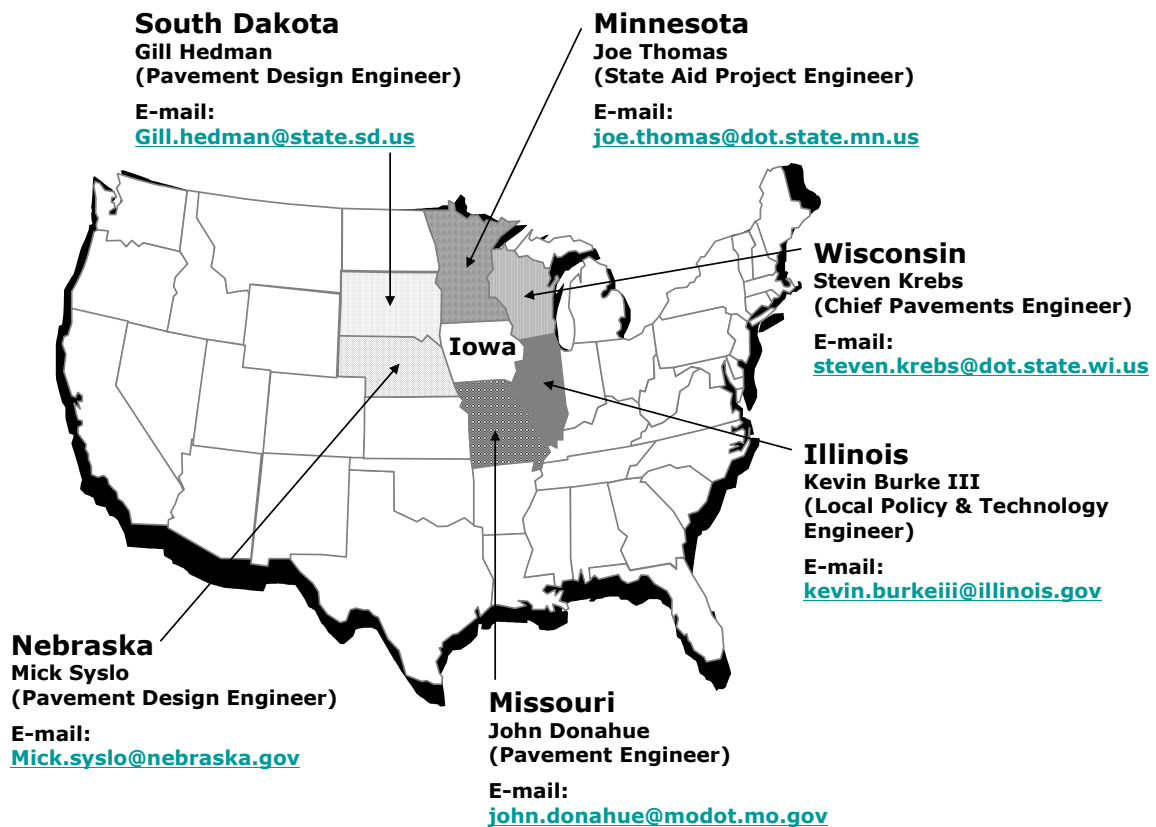 South Dakota
Gill Hedman
(Pavement Design Engineer)
E-mail:
Gill.hedman@state.sd.us
Minnesota
Joe Thomas
(State Aid Project Engineer)
E-mail:
joe.thomas@dot.state.mn.us
Wisconsin
Steven Krebs
(Chief Pavements Engineer)
E-mail:
steven.krebs@dot.state.wi.us
Iowa
Illinois
Kevin Burke III
(Local Policy & Technology
Engineer)
E-mail:
kevin.burkeiii@illinois.gov
Nebraska
Mick Syslo
(Pavement Design Engineer)
E-mail:
Mick.syslo@nebraska.gov
Missouri
John Donahue
(Pavement Engineer)
E-mail:
john.donahue@modot.mo.gov